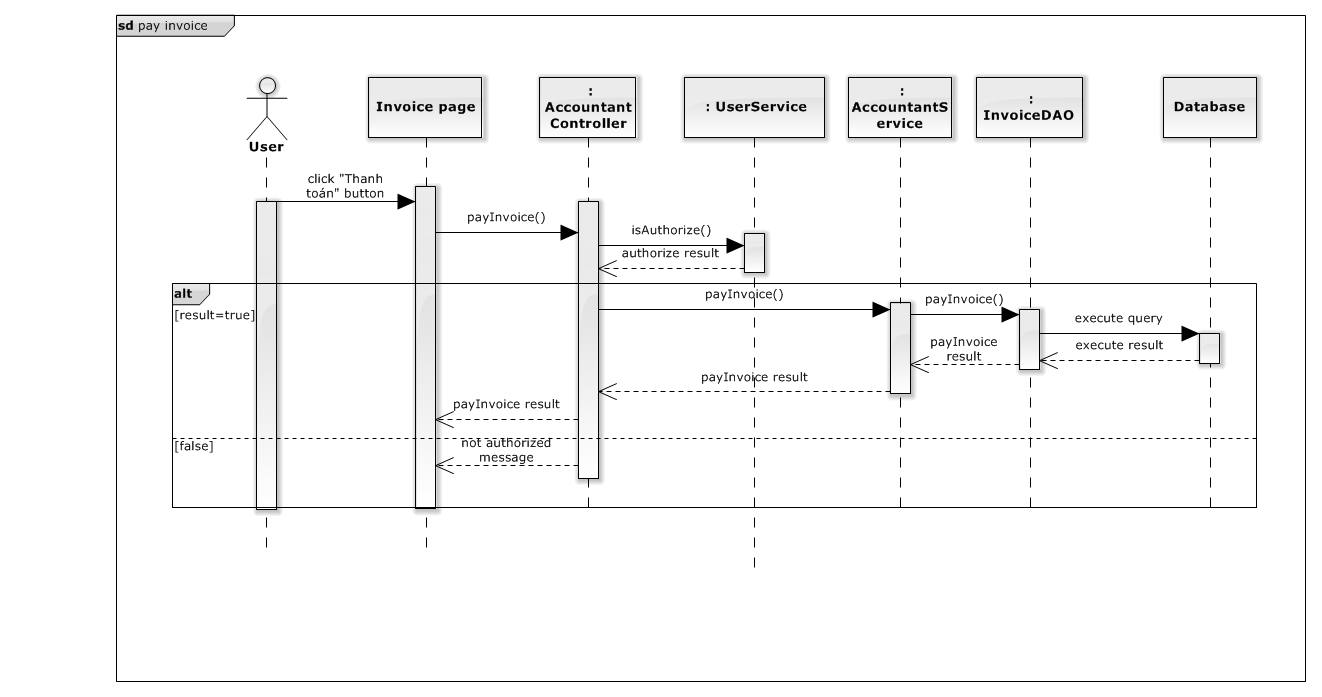 sd pay invoice
User
Invoice page
:
Accountant
Controller
: UserService
:
AccountantS
ervice
:
InvoiceDAO
Database
click "Thanh
toán" button
payInvoice()
isAuthorize()
authorize result
alt
[result=true]
payInvoice()
payInvoice()
execute query
execute result
payInvoice
result
payInvoice result
payInvoice result
[false]
not authorized
message